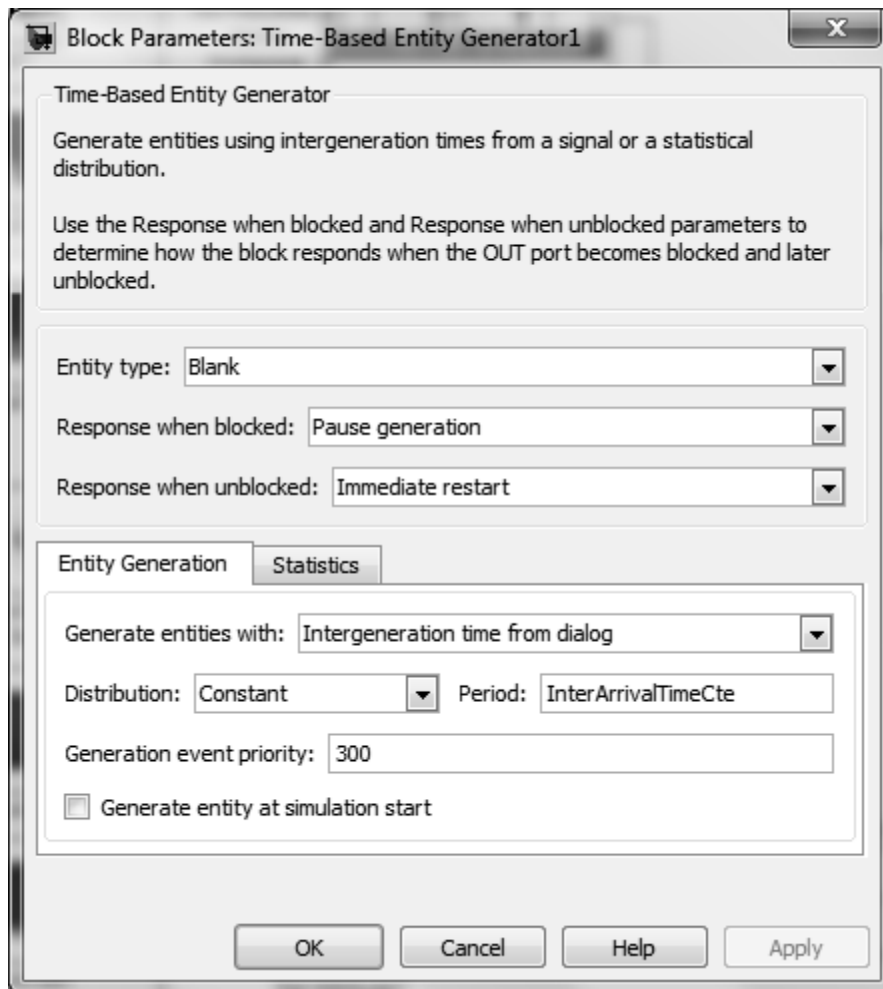 Block Parameters: Time-Based Entity Generator1
X
Time-Based Entity Generator
Generate entities using intergeneration times from a signal or a statistical
distribution.
Use the Response when blocked and Response when unblocked parameters to
determine how the block responds when the OUT port becomes blocked and later
unblocked.
Entity type: Blank
Response when blocked: Pause generation
Response when unblocked: Immediate restart
Entity Generation Statistics
Generate entities with: Intergeneration time from dialog
Distribution: Constant Period: InterArrivalTimeCte
Generation event priority: 300
Generate entity at simulation start
OK Cancel Help Apply